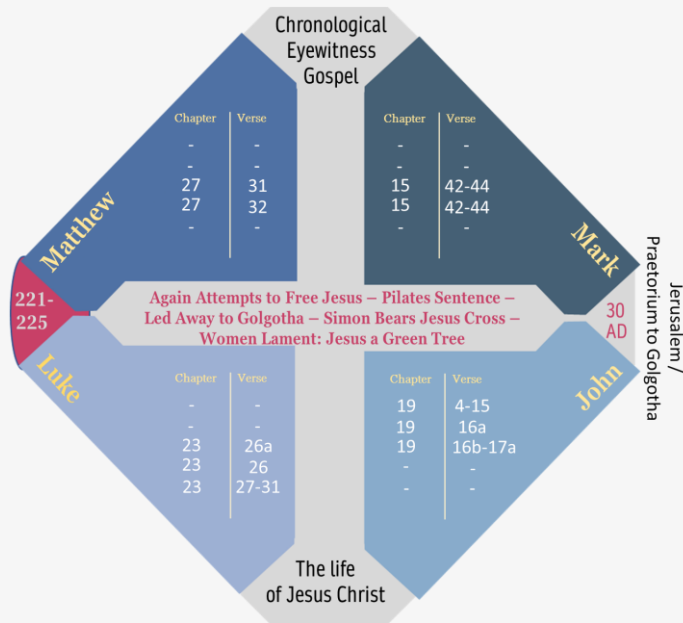 Chronological
Eyewitness
Gospel
Matthew
Chapter Verse
- -
- -
27 31
27 32
- -
Mark
Chapter Verse
- -
- -
15 42-44
15 42-44
- -
221-
225
Again Attempts to Free Jesus – Pilates Sentence –
Led Away to Golgotha – Simon Bears Jesus Cross –
Women Lament: Jesus a Green Tree
30
AD
Jerusalem /
Praetorium to Golgotha
Luke
Chapter Verse
- -
- -
23 26a
23 26
23 27-31
John
Chapter Verse
19 4-15
19 16a
19 16b-17a
- -
- -
The life
of Jesus Christ